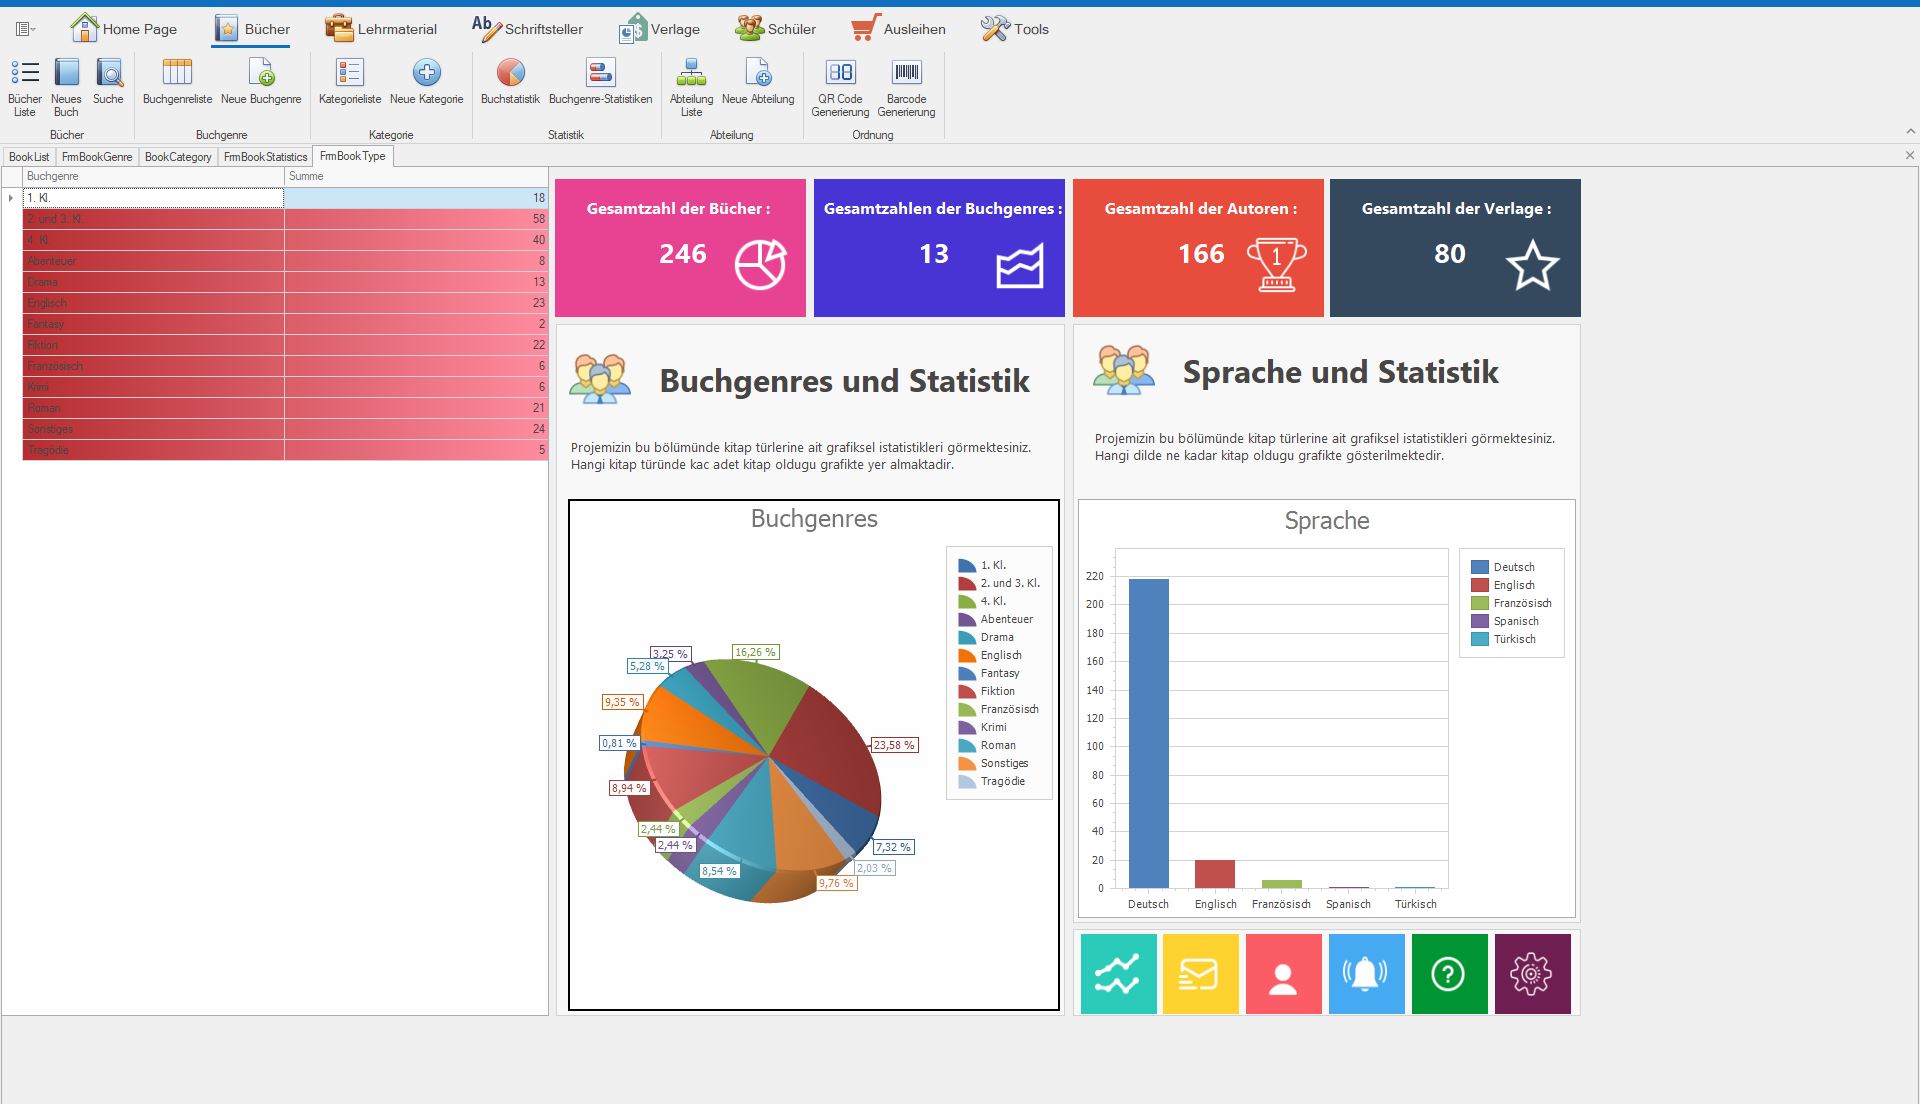 Home Page
Bücher
Lehrmaterial
Ab
Schriftsteller
Verlage
Schüler
Ausleihen
Tools
Bücher Liste
Neues Buch
Suche
Buchgenreliste
Neue Buchgenre
Kategorieliste
Neue Kategorie
Buchstatistik
Buchgenre-Statistiken
Abteilung Liste
Neue Abteilung
QR Code Generierung
Barcode Generierung
Bücher
Buchgenre
Kategorie
Statistik
Abteilung
Ordnung
BookList
FrmBookGenre
BookCategory
FrmBookStatistics
FrmBookType
Buchgenre Summe
1. Kl. 18
2. und 3. Kl. 58
4. Kl. 40
Abenteuer 8
Drama 13
Englisch 23
Fantasy 2
Fiktion 22
Französisch 6
Krimi 6
Roman 21
Sonstiges 24
Tragödie 5
Gesamtzahl der Bücher :
246
Gesamtzahlen der Buchgenres :
13
Gesamtzahl der Autoren :
166
1
Gesamtzahl der Verlage :
80
Buchgenres und Statistik
Projemizin bu bölümünde kitap türlerine ait grafiksel istatistikleri görmektesiniz.
Hangi kitap türünde kac adet kitap oldugu grafikte yer almaktadir.
Buchgenres
1. Kl.
2. und 3. Kl.
4. Kl.
Abenteuer
Drama
Englisch
Fantasy
Fiktion
Französisch
Krimi
Roman
Sonstiges
Tragödie
16,26 %
3,25 %
5,28 %
9,35 %
0,81 %
8,94 %
2,44 %
2,44 %
8,54 %
9,76 %
2,03 %
7,32 %
23,58 %
Sprache und Statistik
Projemizin bu bölümünde kitap türlerine ait grafiksel istatistikleri görmektesiniz.
Hangi dilde ne kadar kitap oldugu grafikte gösterilmektedir.
Sprache
220
200
180
160
140
120
100
80
60
40
20
0
Deutsch Englisch Französisch Spanisch Türkisch
Deutsch
Englisch
Französisch
Spanisch
Türkisch
?